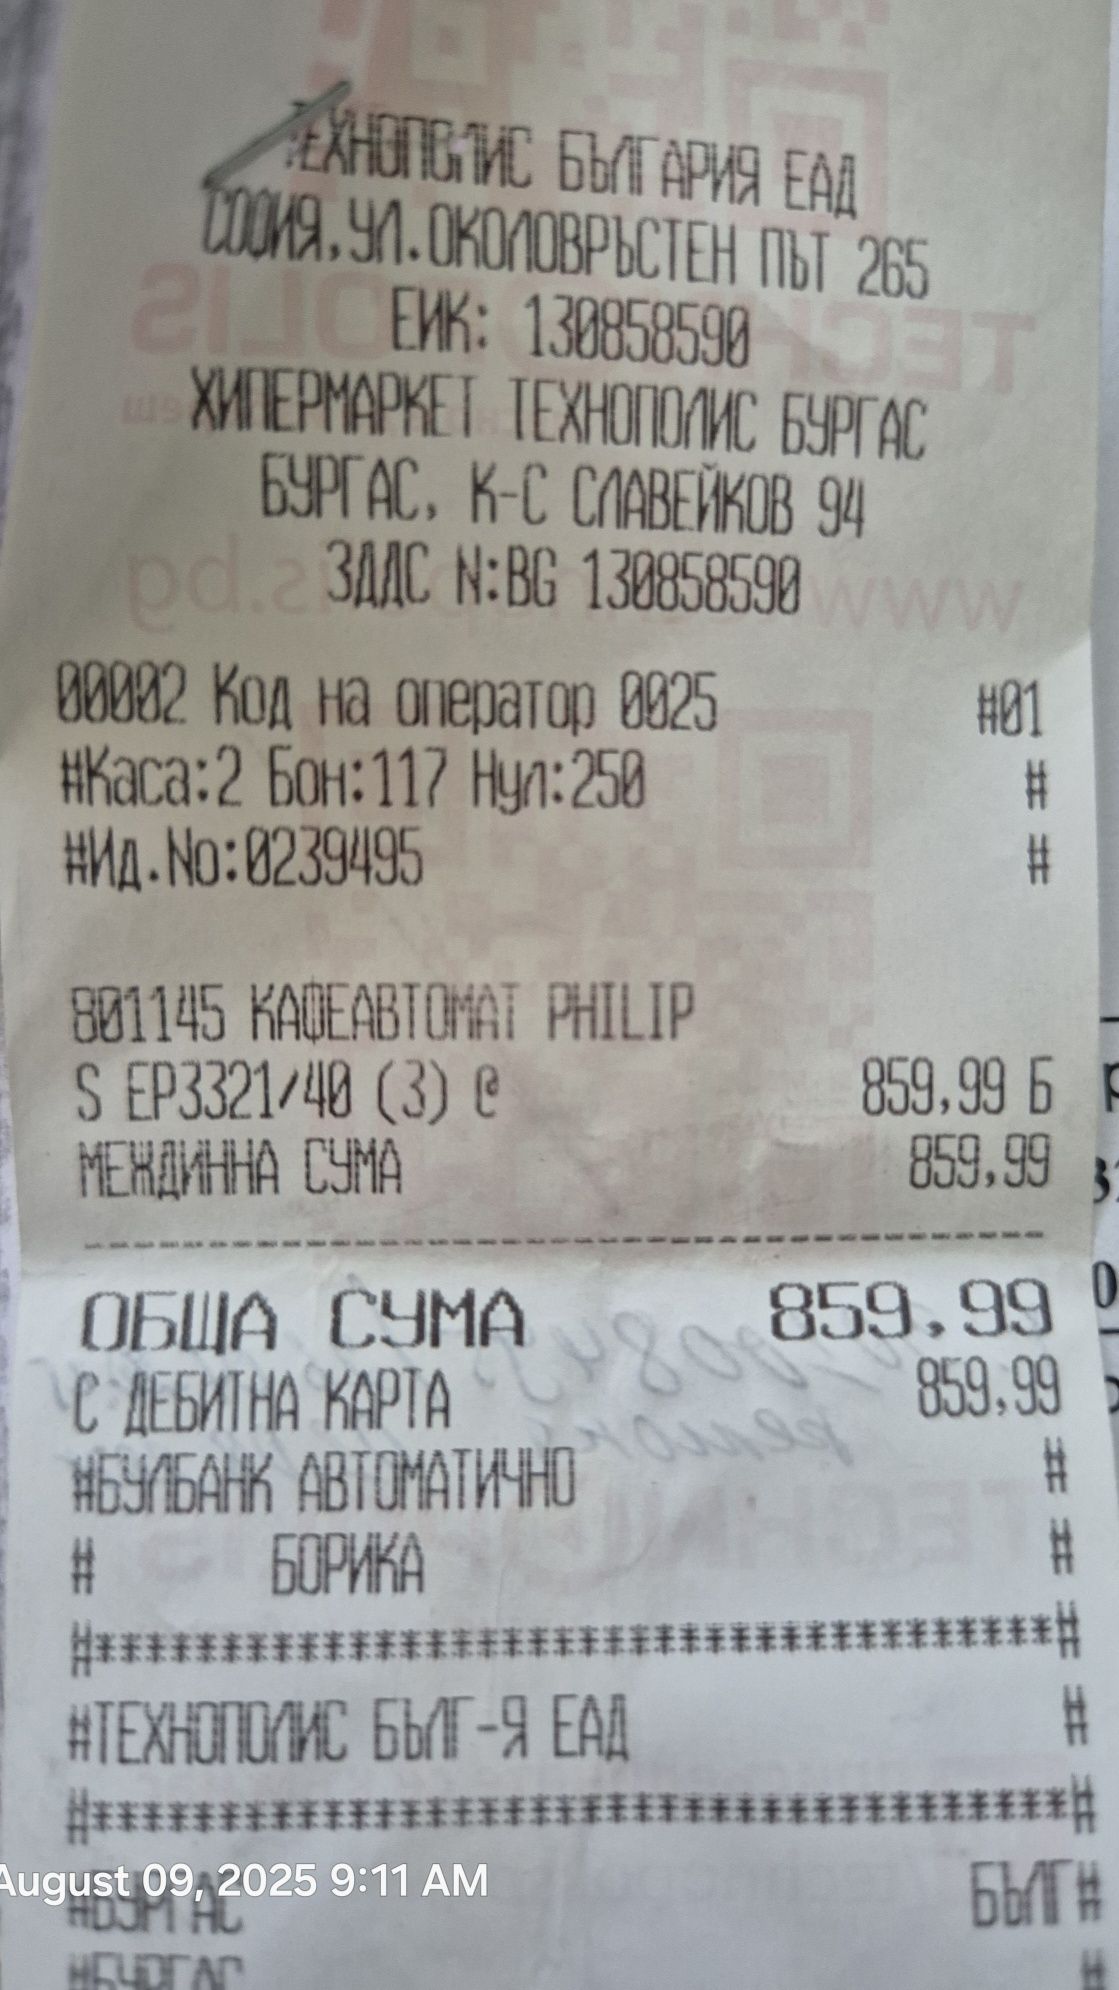 ТЕХНОПОЛИС БЪЛГАРИЯ ЕАД
СОФИЯ,УЛ.ОКОЛОВРЪСТЕН ПЪТ 265
ЕИК: 130858590
ХИПЕРМАРКЕТ ТЕХНОПОЛИС БУРГАС
БУРГАС, К-С СЛАВЕЙКОВ 94
ЗДДС N:BG 130858590
00002 Код на оператор 0025 #01
#Каса:2 Бон:117 Нул:250 #
#Ид.No:0239495 #
801145 КАФЕАВТОМАТ PHILIP
S EP3321/40 (3) @ 859,99 Б
МЕЖДИННА СУМА 859,99
ОБЩА СУМА 859,99
С ДЕБИТНА КАРТА 859,99
#БУЛБАНК АВТОМАТИЧНО #
# БОРИКА #
#ТЕХНОПОЛИС БЪЛГ-Я ЕАД #
August 09, 2025 9:11 AM
#БУРГАС БЪЛГ#
#БУРГАС #